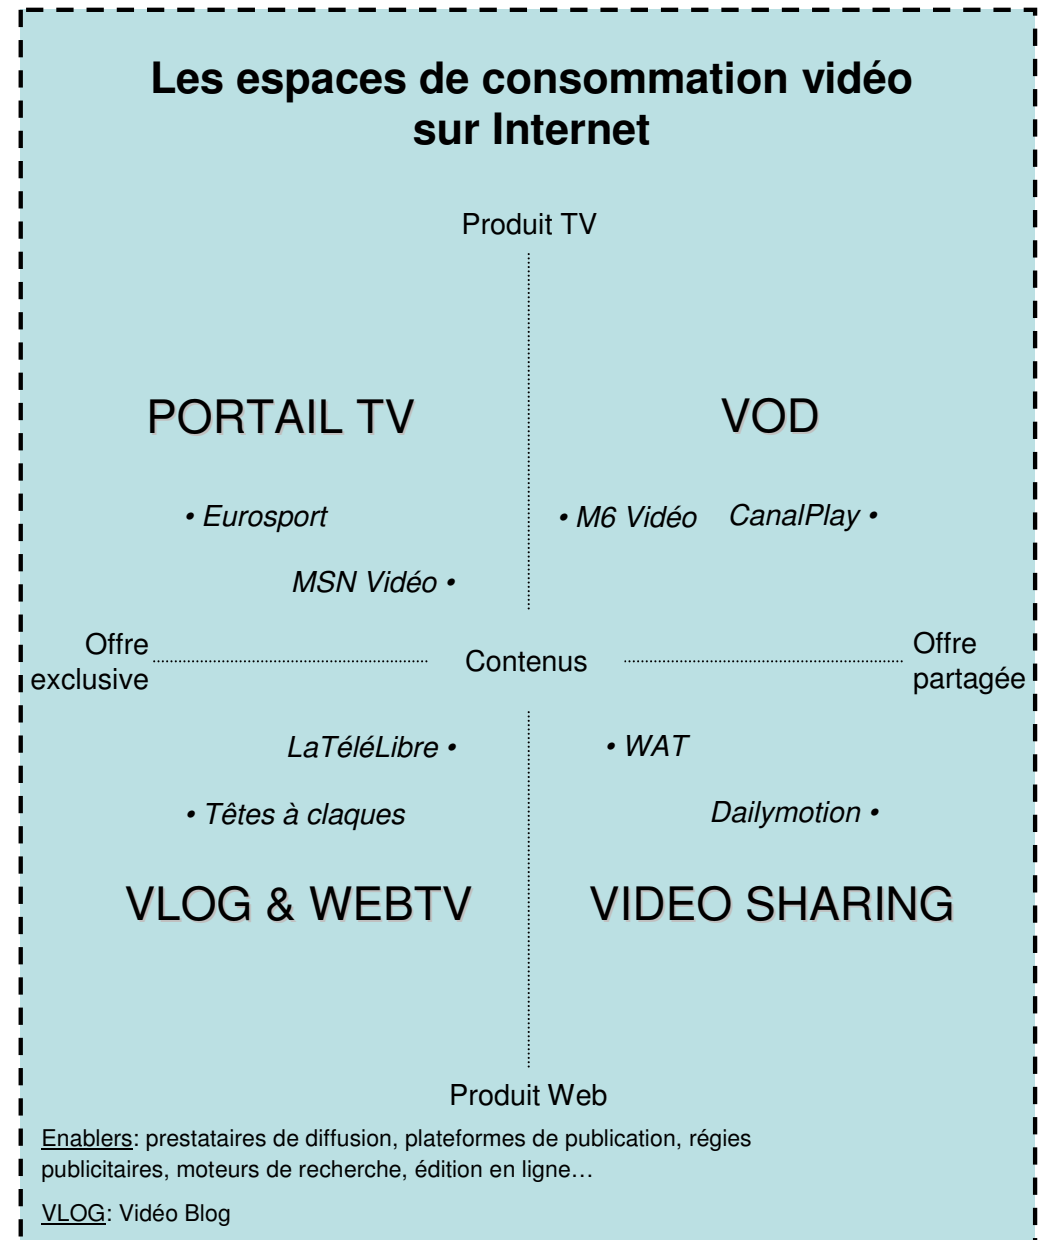 Les espaces de consommation vidéo
sur Internet
Produit TV
PORTAIL TV
VOD
• Eurosport
• M6 Vidéo
CanalPlay •
MSN Vidéo •
Offre
exclusive
Contenus
Offre
partagée
LaTéléLibre •
• WAT
• Têtes à claques
Dailymotion •
VLOG & WEBTV
VIDEO SHARING
Produit Web
Enablers: prestataires de diffusion, plateformes de publication, régies
publicitaires, moteurs de recherche, édition en ligne…
VLOG: Vidéo Blog